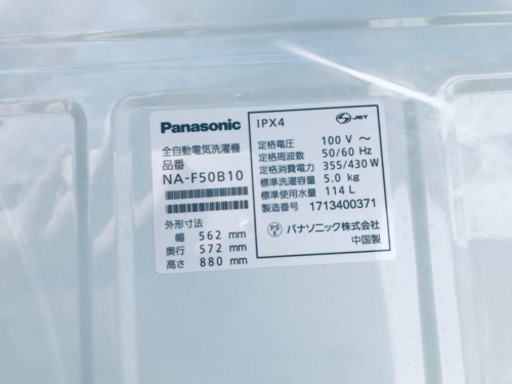 Panasonic
全自動電気洗濯機
品番
NA-F50B10
外形寸法
幅 562 mm
奥行 572 mm
高さ 880 mm
IPX4
JET
定格電圧 100 V ～
定格周波数 50/60 Hz
定格消費電力 355/430 W
標準洗濯容量 5.0 kg
標準使用水量 114 L
製造番号 1713400371
PSE パナソニック株式会社
中国製